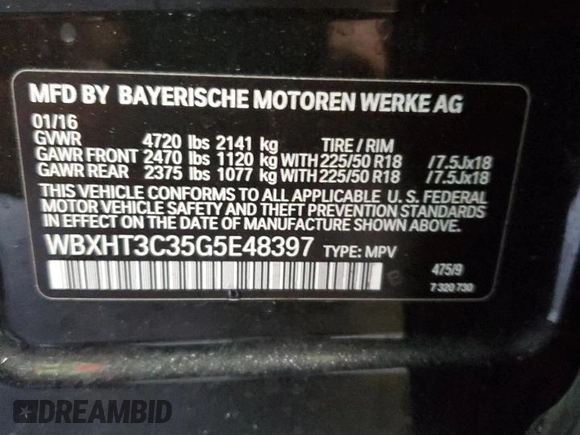 MFD BY BAYERISCHE MOTOREN WERKE AG
01/16
GVWR 4720 lbs 2141 kg TIRE / RIM
GAWR FRONT 2470 lbs 1120 kg WITH 225/50 R18 /7.5Jx18
GAWR REAR 2375 lbs 1077 kg WITH 225/50 R18 /7.5Jx18
THIS VEHICLE CONFORMS TO ALL APPLICABLE U. S. FEDERAL
MOTOR VEHICLE SAFETY AND THEFT PREVENTION STANDARDS
IN EFFECT ON THE DATE OF MANUFACTURE SHOWN ABOVE.
WBXHT3C35G5E48397 TYPE: MPV
475/9
7 320 730
DREAMBID